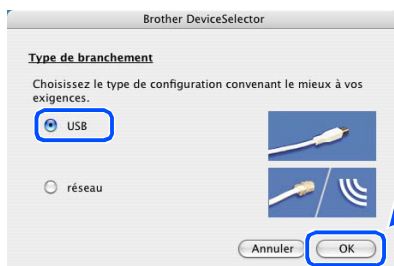 Brother DeviceSelector
Type de branchement
Choisissez le type de configuration convenant le mieux à vos
exigences.
USB
réseau
Annuler OK